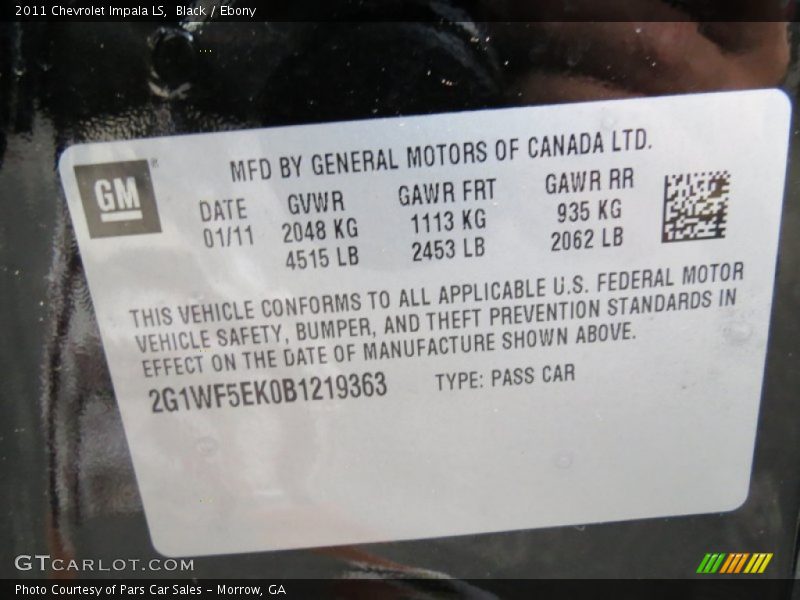 2011 Chevrolet Impala LS, Black / Ebony
GM ®
MFD BY GENERAL MOTORS OF CANADA LTD.
DATE GVWR GAWR FRT GAWR RR
01/11 2048 KG 1113 KG 935 KG
4515 LB 2453 LB 2062 LB
THIS VEHICLE CONFORMS TO ALL APPLICABLE U.S. FEDERAL MOTOR
VEHICLE SAFETY, BUMPER, AND THEFT PREVENTION STANDARDS IN
EFFECT ON THE DATE OF MANUFACTURE SHOWN ABOVE.
2G1WF5EK0B1219363 TYPE: PASS CAR
GTCARLOT.COM
Photo Courtesy of Pars Car Sales - Morrow, GA